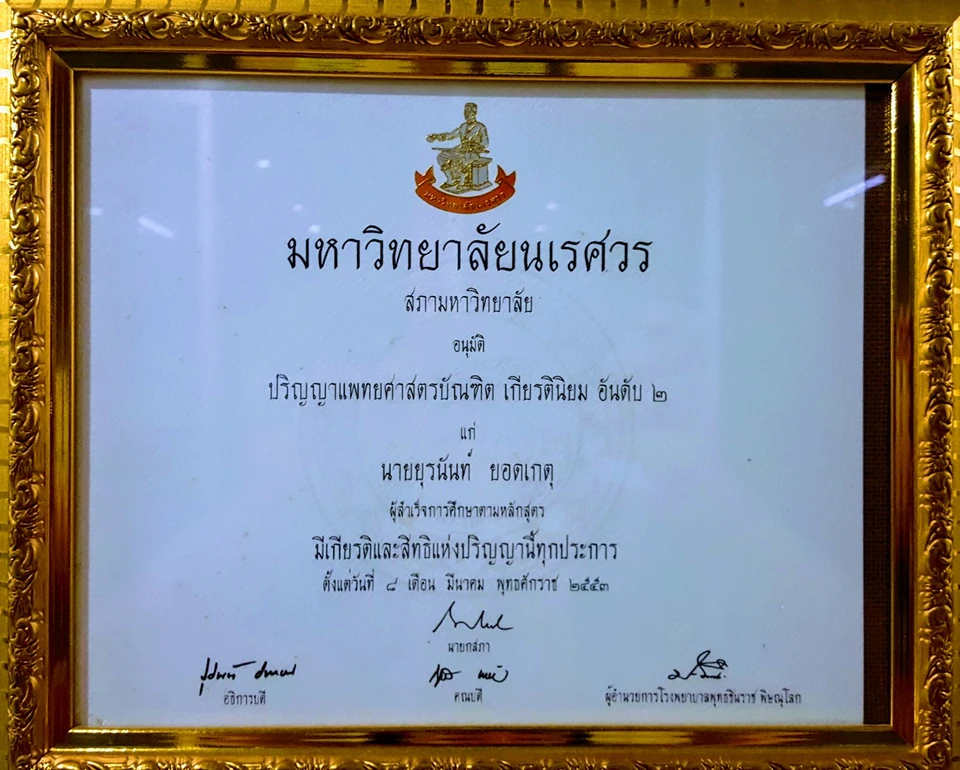 มหาวิทยาลัยนเรศวร
สภามหาวิทยาลัย
อนุมัติ
ปริญญาแพทยศาสตรบัณฑิต เกียรตินิยม อันดับ ๒
แก่
นายยุรนันท์ ยอดเกตุ
ผู้สำเร็จการศึกษาตามหลักสูตร
มีเกียรติและสิทธิแห่งปริญญานี้ทุกประการ
ตั้งแต่วันที่ ๘ เดือน มีนาคม พุทธศักราช ๒๕๕๓
นายกสภา
อธิการบดี
คณบดี
ผู้อำนวยการโรงพยาบาลพุทธชินราช พิษณุโลก